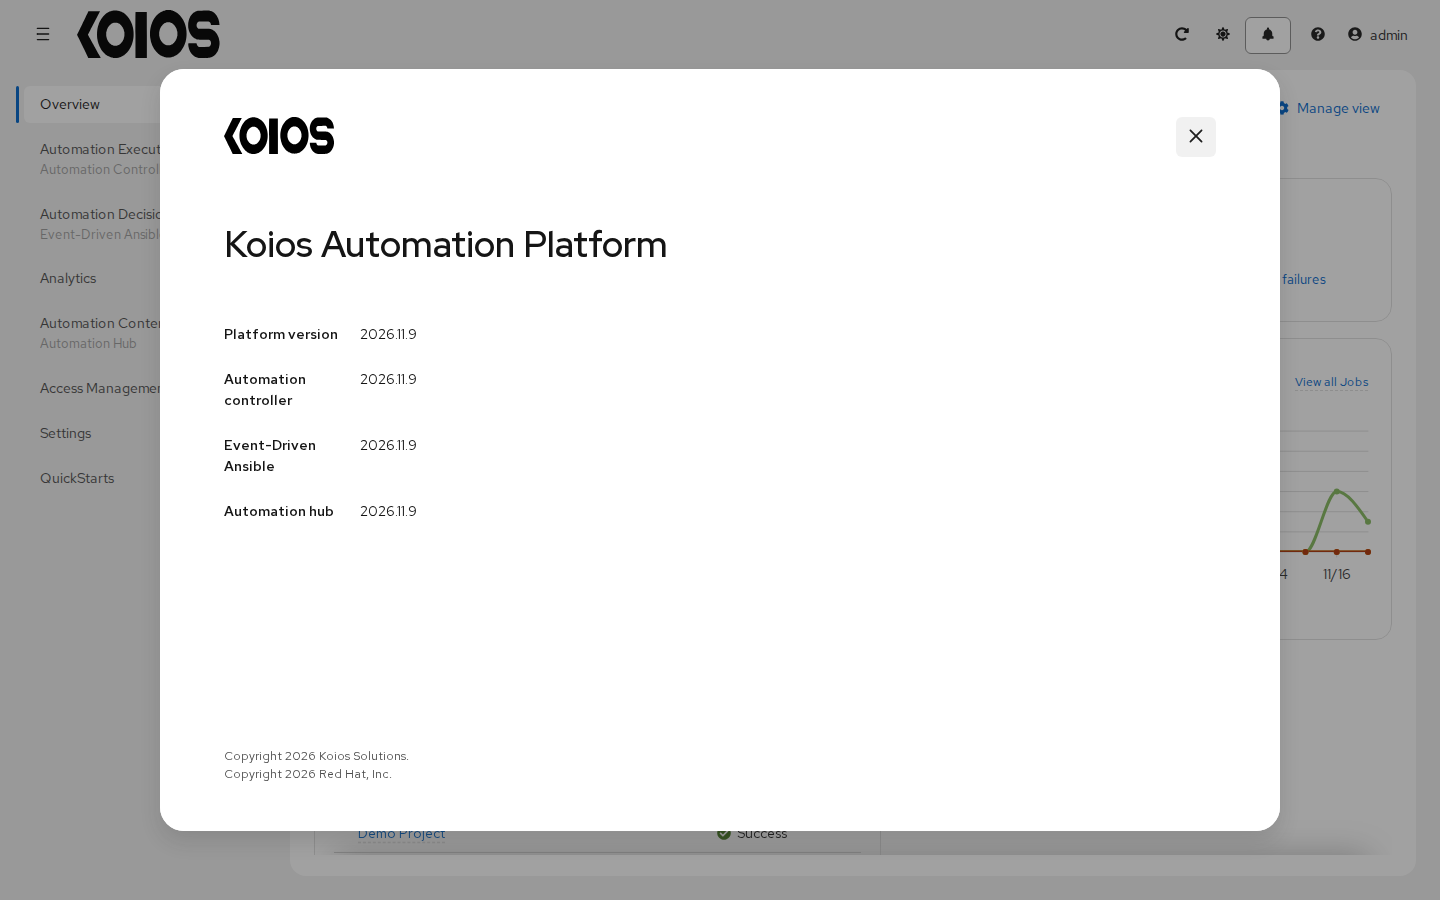 KOIOS
admin
Overview
Manage view
Automation Execut
Automation Control
Automation Decisio
Event-Driven Ansibl
Analytics
Automation Conter
Automation Hub
Access Managemer
Settings
QuickStarts
failures
View all Jobs
4
11/16
KOIOS
Koios Automation Platform
Platform version 2026.11.9
Automation controller 2026.11.9
Event-Driven Ansible 2026.11.9
Automation hub 2026.11.9
Copyright 2026 Koios Solutions.
Copyright 2026 Red Hat, Inc.
Demo Project
Success